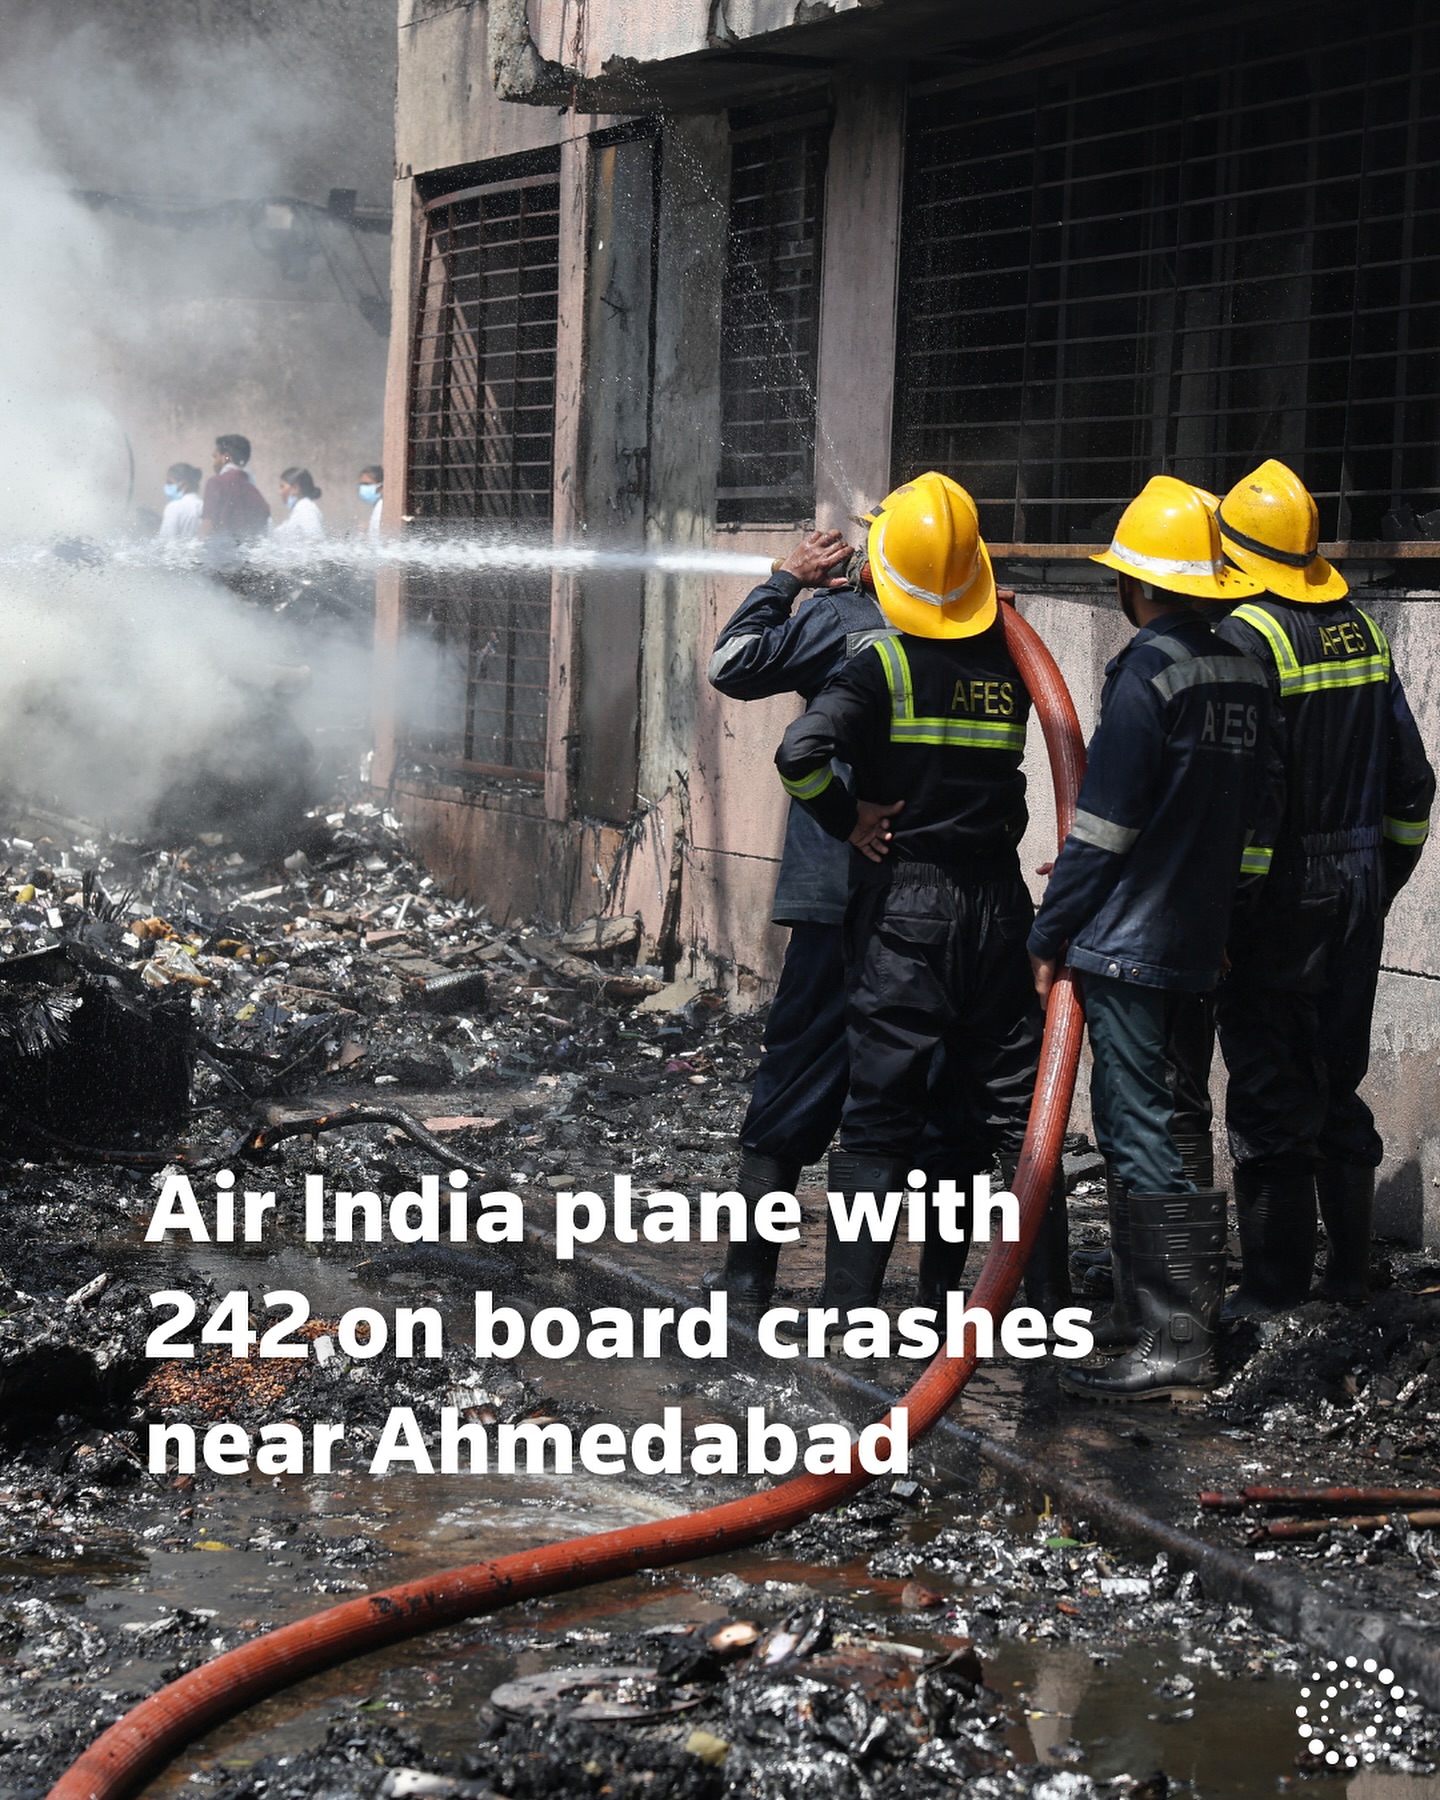 AFES
AFES
AFES
Air India plane with
242 on board crashes
near Ahmedabad